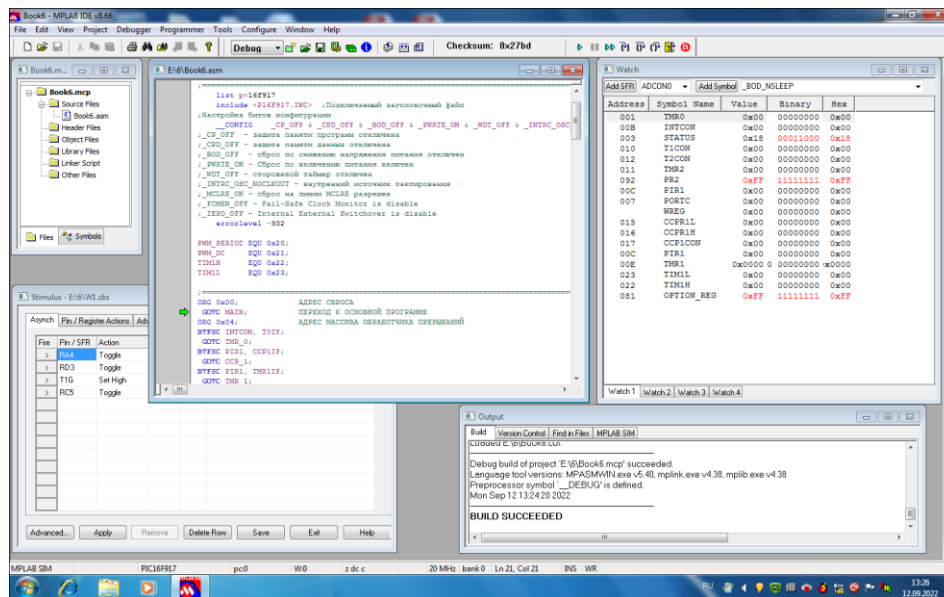 Book6 - MPLAB IDE v8.66
File Edit View Project Debugger Programmer Tools Configure Window Help
Debug
Checksum: 0x27bd
Book6.m...
Book6.mcp
Source Files
Book6.asm
Header Files
Object Files
Library Files
Linker Script
Other Files
Files Symbols
E:\6\Book6.asm
;==================================================================
list p=16f917
include <P16F917.INC> ;Подключаемый заголовочный файл
;Настройка битов конфигурации
__CONFIG _CP_OFF & _CPD_OFF & _BOD_OFF & _PWRTE_ON & _WDT_OFF & _INTRC_OSC
;_CP_OFF - защита памяти программ отключена
;_CPD_OFF - защита памяти данных отключена
;_BOD_OFF - сброс по снижению напряжения питания отключен
;_PWRTE_ON - Сброс по включению питания включен
;_WDT_OFF - сторожевой таймер отключен
;_INTRC_OSC_NOCLKOUT - внутренний источник тактирования
;_MCLRE_ON - сброс на линии MCLRE разрешен
;_FCMEN_OFF - Fail-Safe Clock Monitor is disable
;_IESO_OFF - Internal External Switchover is disable
errorlevel -302
PWM_PERIOD EQU 0x20;
PWM_DC EQU 0x21;
TIM1H EQU 0x22;
TIM1L EQU 0x23;
;==================================================================
ORG 0x00; АДРЕС СБРОСА
GOTO MAIN; ПЕРЕХОД К ОСНОВНОЙ ПРОГРАММЕ
ORG 0x04; АДРЕС МАССИВА ОБРАБОТЧИКА ПРЕРЫВАНИЙ
BTFSC INTCON, T0IF;
GOTO TMR_0;
BTFSC PIR1, CCP1IF;
GOTO CCP_1;
BTFSC PIR1, TMR1IF;
GOTO TMR_1;
Watch
Add SFR ADCON0 Add Symbol _BOD_NSLEEP
Address Symbol Name Value Binary Hex
001 TMR0 0x00 00000000 0x00
00B INTCON 0x00 00000000 0x00
003 STATUS 0x18 00011000 0x18
010 T1CON 0x00 00000000 0x00
012 T2CON 0x00 00000000 0x00
011 TMR2 0x00 00000000 0x00
092 PR2 0xFF 11111111 0xFF
00C PIR1 0x00 00000000 0x00
007 PORTC 0x00 00000000 0x00
WREG 0x00 00000000 0x00
015 CCPR1L 0x00 00000000 0x00
016 CCPR1H 0x00 00000000 0x00
017 CCP1CON 0x00 00000000 0x00
00C PIR1 0x00 00000000 0x00
00E TMR1 0x0000 0 00000000 x0000
023 TIM1L 0x00 00000000 0x00
022 TIM1H 0x00 00000000 0x00
081 OPTION_REG 0xFF 11111111 0xFF
Watch 1 Watch 2 Watch 3 Watch 4
Stimulus - E:\6\W1.sbs
Asynch Pin / Register Actions Adv
Fire Pin / SFR Action
> RA4 Toggle
> RD3 Toggle
> T1G Set High
> RC5 Toggle
Advanced... Apply Remove Delete Row Save Exit Help
Output
Build Version Control Find in Files MPLAB SIM
Loaded E:\6\Book6.cof.
Debug build of project `E:\6\Book6.mcp' succeeded.
Language tool versions: MPASMWIN.exe v5.40, mplink.exe v4.38, mplib.exe v4.38
Preprocessor symbol `__DEBUG' is defined.
Mon Sep 12 13:24:20 2022
BUILD SUCCEEDED
MPLAB SIM PIC16F917 pc:0 W:0 z dc c 20 MHz bank 0 Ln 21, Col 21 INS WR
RU 13:26
12.09.2022